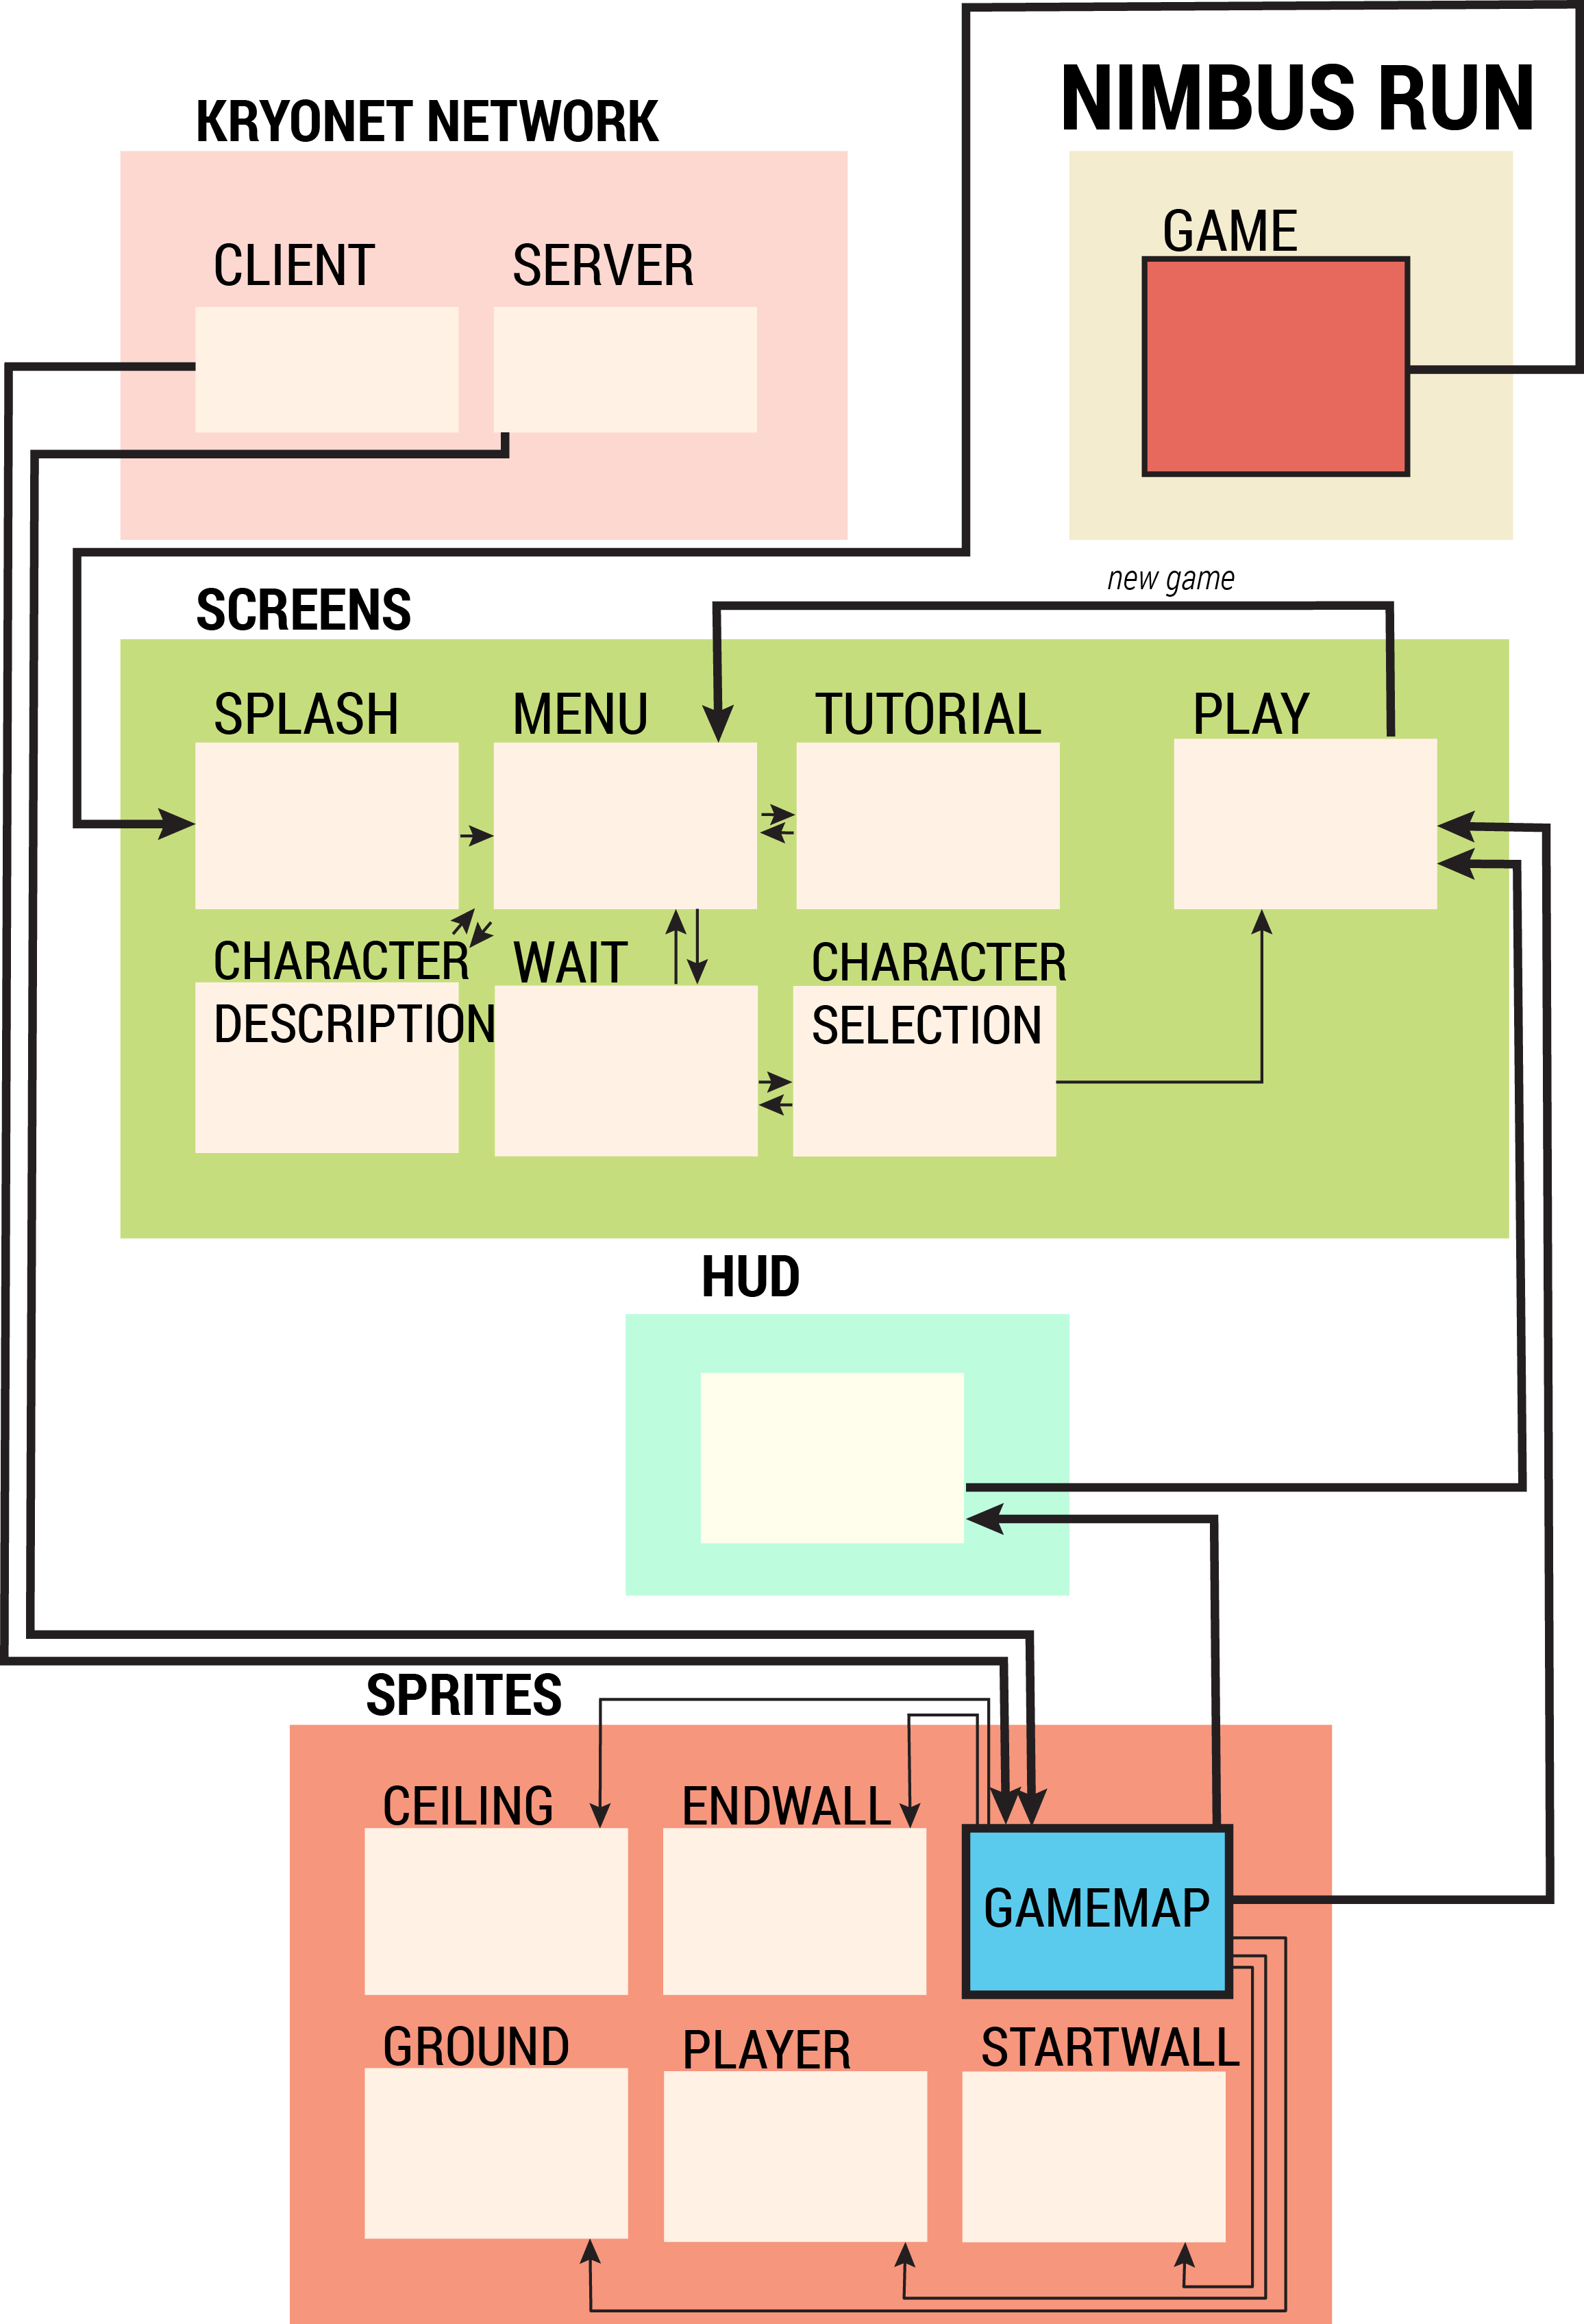 NIMBUS RUN
KRYONET NETWORK
GAME
CLIENT
SERVER
new game
SCREENS
SPLASH
MENU
TUTORIAL
PLAY
CHARACTER
DESCRIPTION
WAIT
CHARACTER
SELECTION
HUD
SPRITES
CEILING
ENDWALL
GAMEMAP
GROUND
PLAYER
STARTWALL